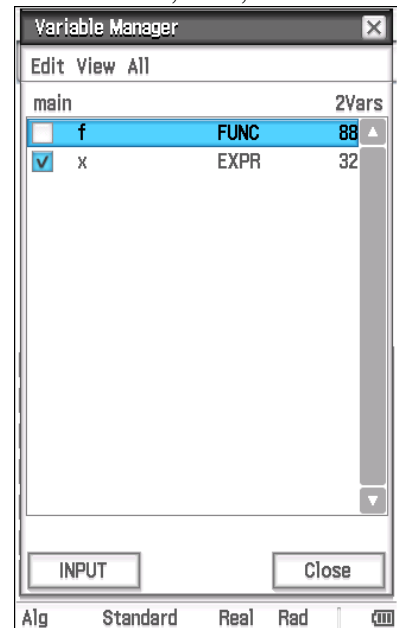 Variable Manager
Edit View All
main 2Vars
f FUNC 88
x EXPR 32
INPUT Close
Alg Standard Real Rad